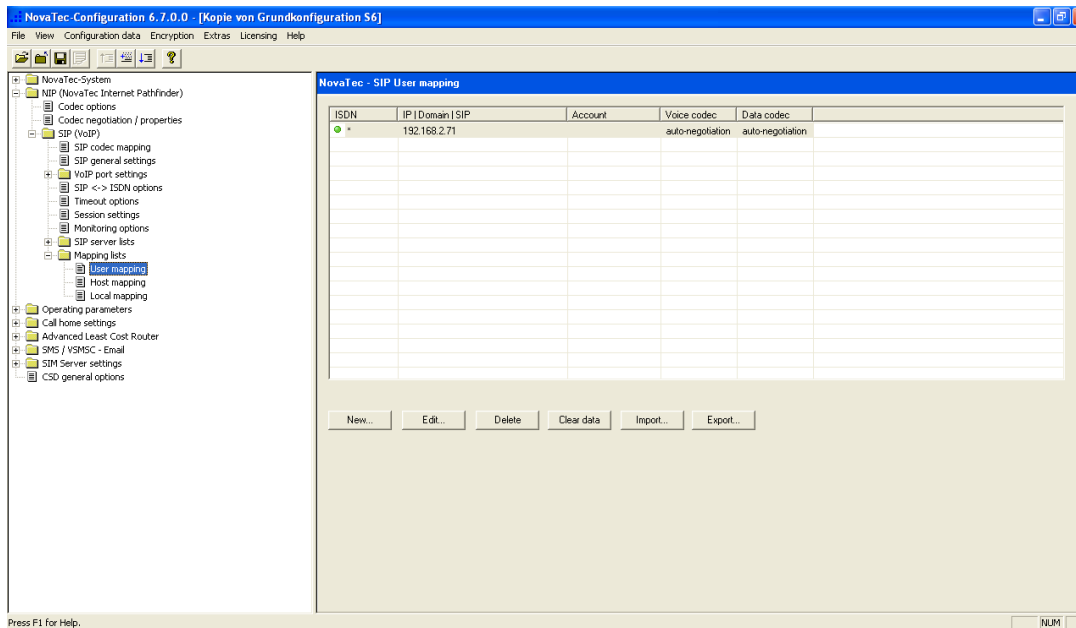 NovaTec-Configuration 6.7.0.0 - [Kopie von Grundkonfiguration S6]
File View Configuration data Encryption Extras Licensing Help
NovaTec-System
NIP (NovaTec Internet Pathfinder)
Codec options
Codec negotiation / properties
SIP (VoIP)
SIP codec mapping
SIP general settings
VoIP port settings
SIP <-> ISDN options
Timeout options
Session settings
Monitoring options
SIP server lists
Mapping lists
User mapping
Host mapping
Local mapping
Operating parameters
Call home settings
Advanced Least Cost Router
SMS / VSMSC - Email
SIM Server settings
CSD general options
NovaTec - SIP User mapping
ISDN IP | Domain | SIP Account Voice codec Data codec
* 192.168.2.71 auto-negotiation auto-negotiation
New... Edit... Delete Clear data Import... Export...
Press F1 for Help. NUM